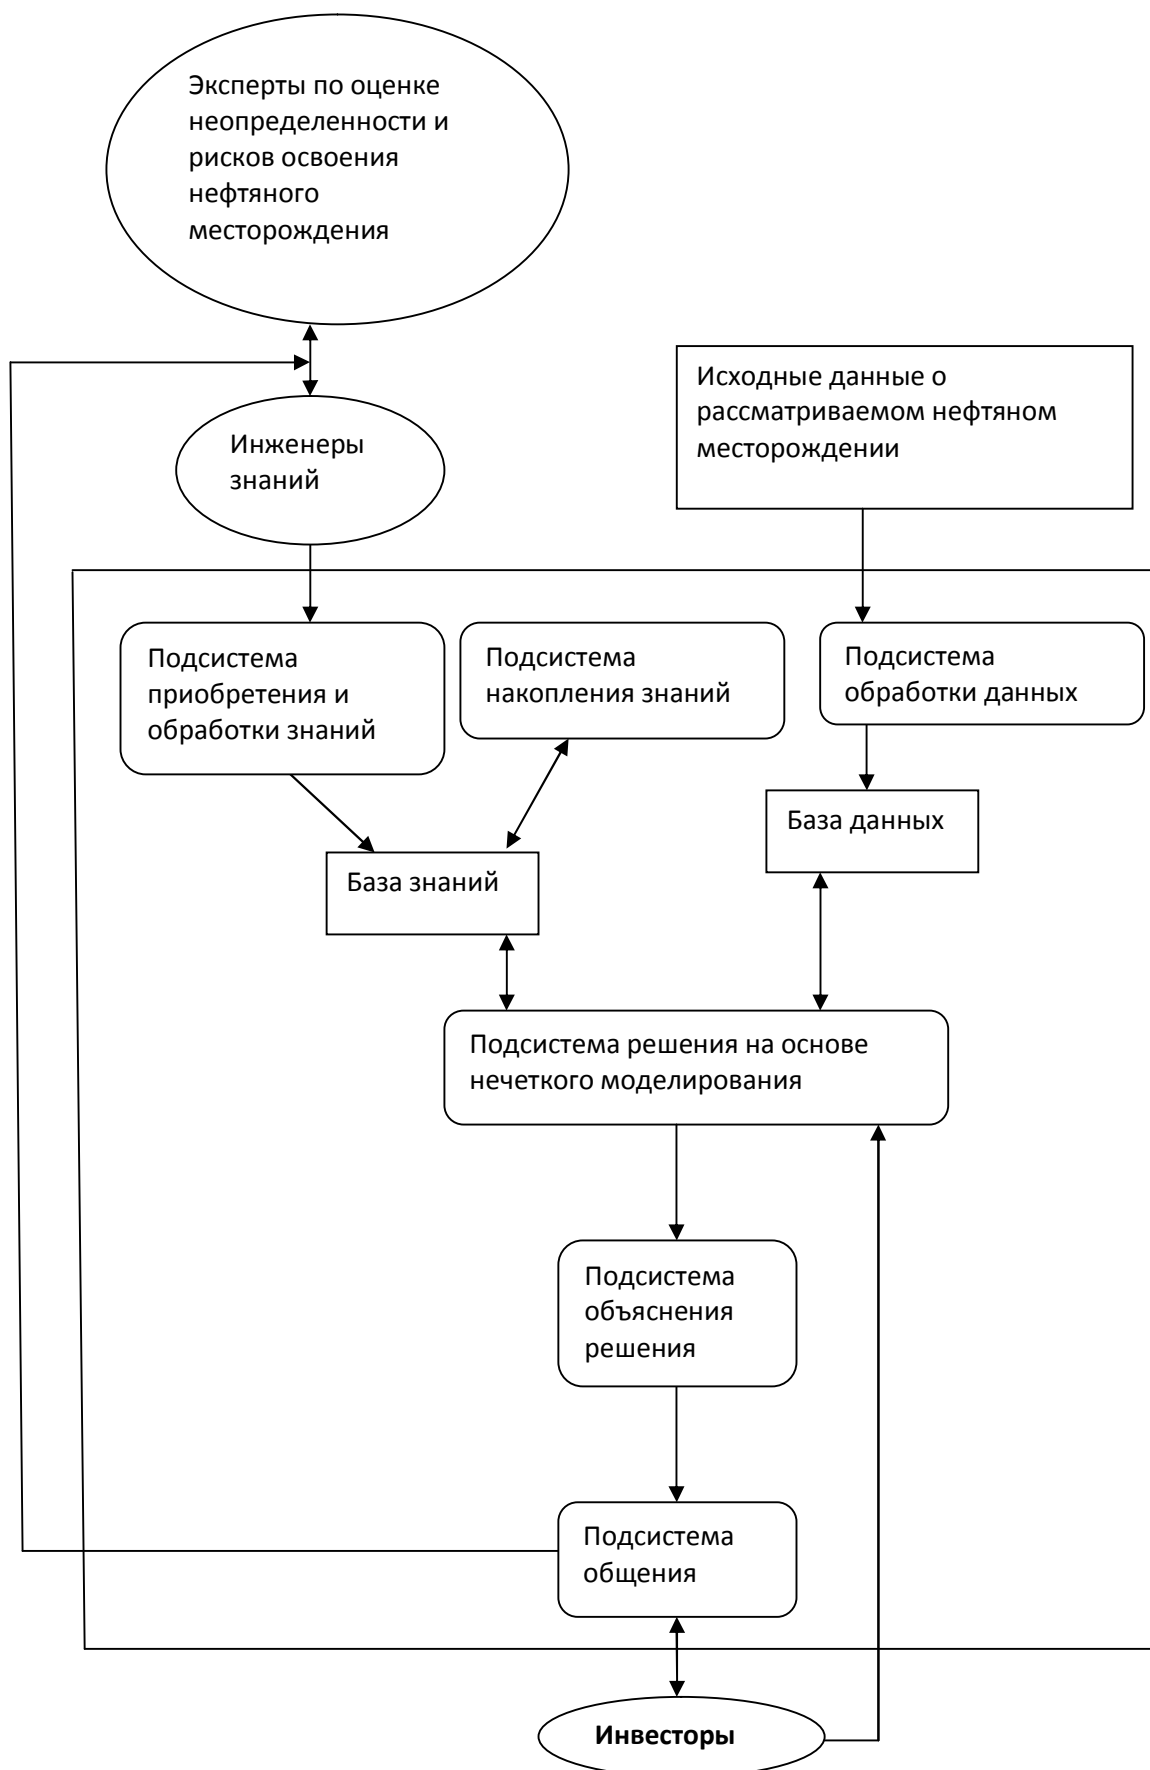 Эксперты по оценке
неопределенности и
рисков освоения
нефтяного
месторождения
Исходные данные о
рассматриваемом нефтяном
месторождении
Инженеры
знаний
Подсистема
приобретения и
обработки знаний
Подсистема
накопления знаний
Подсистема
обработки данных
База данных
База знаний
Подсистема решения на основе
нечеткого моделирования
Подсистема
объяснения
решения
Подсистема
общения
Инвесторы